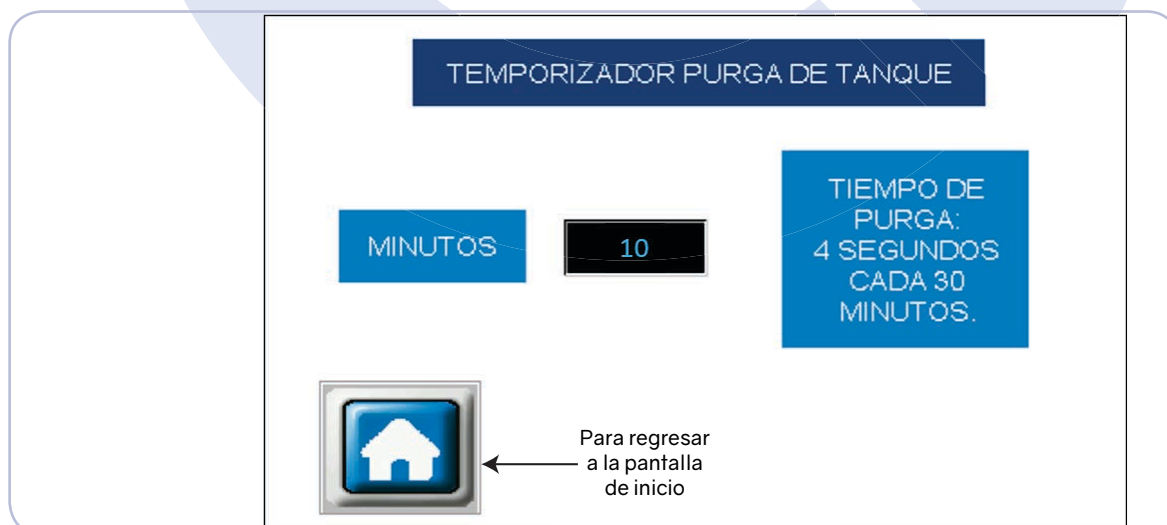 TEMPORIZADOR PURGA DE TANQUE
MINUTOS
10
TIEMPO DE
PURGA:
4 SEGUNDOS
CADA 30
MINUTOS.
Para regresar
a la pantalla
de inicio